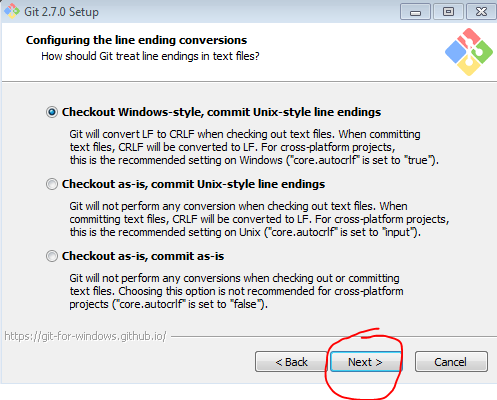 Git 2.7.0 Setup
Configuring the line ending conversions
How should Git treat line endings in text files?
Checkout Windows-style, commit Unix-style line endings
Git will convert LF to CRLF when checking out text files. When committing
text files, CRLF will be converted to LF. For cross-platform projects,
this is the recommended setting on Windows ("core.autocrlf" is set to "true").
Checkout as-is, commit Unix-style line endings
Git will not perform any conversion when checking out text files. When
committing text files, CRLF will be converted to LF. For cross-platform projects,
this is the recommended setting on Unix ("core.autocrlf" is set to "input").
Checkout as-is, commit as-is
Git will not perform any conversions when checking out or committing
text files. Choosing this option is not recommended for cross-platform
projects ("core.autocrlf" is set to "false").
https://git-for-windows.github.io/
< Back Next > Cancel